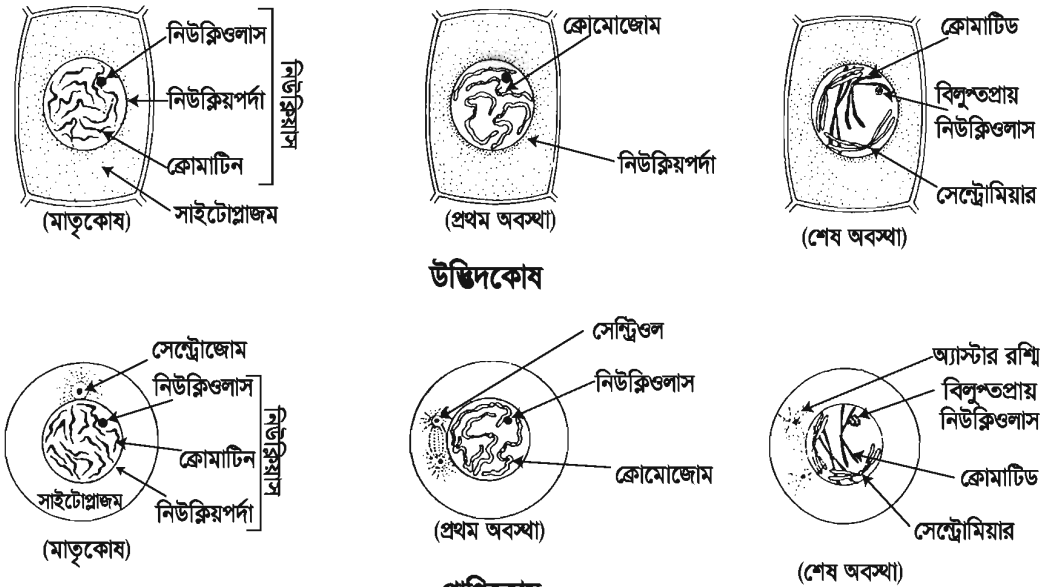 নিউক্লিওলাস
নিউক্লিয়পর্দা
ক্রোমাটিন
সাইটোপ্লাজম
নিউক্লিয়াস
(মাতৃকোষ)
ক্রোমোজোম
নিউক্লিয়পর্দা
(প্রথম অবস্থা)
ক্রোমাটিড
বিলুপ্তপ্রায়
নিউক্লিওলাস
সেন্ট্রোমিয়ার
(শেষ অবস্থা)
উদ্ভিদকোষ
সেন্ট্রোজোম
নিউক্লিওলাস
ক্রোমাটিন
নিউক্লিয়পর্দা
নিউক্লিয়াস
সাইটোপ্লাজম
(মাতৃকোষ)
সেন্ট্রিওল
নিউক্লিওলাস
ক্রোমোজোম
(প্রথম অবস্থা)
অ্যাস্টার রশ্মি
বিলুপ্তপ্রায়
নিউক্লিওলাস
ক্রোমাটিড
সেন্ট্রোমিয়ার
(শেষ অবস্থা)